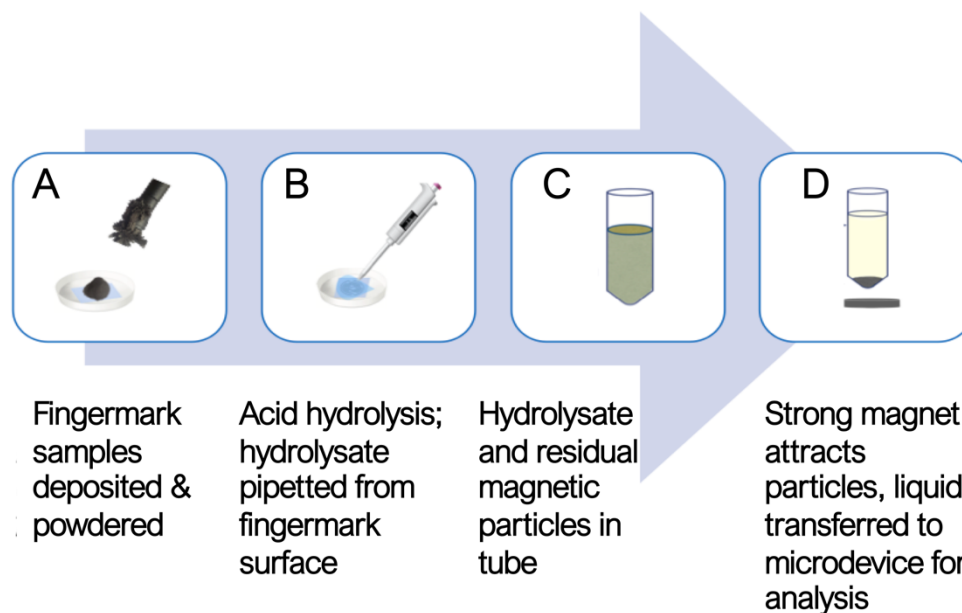 A
B
C
D
Fingermark
samples
deposited &
powdered
Acid hydrolysis;
hydrolysate
pipetted from
fingermark
surface
Hydrolysate
and residual
magnetic
particles in
tube
Strong magnet
attracts
particles, liquid
transferred to
microdevice for
analysis